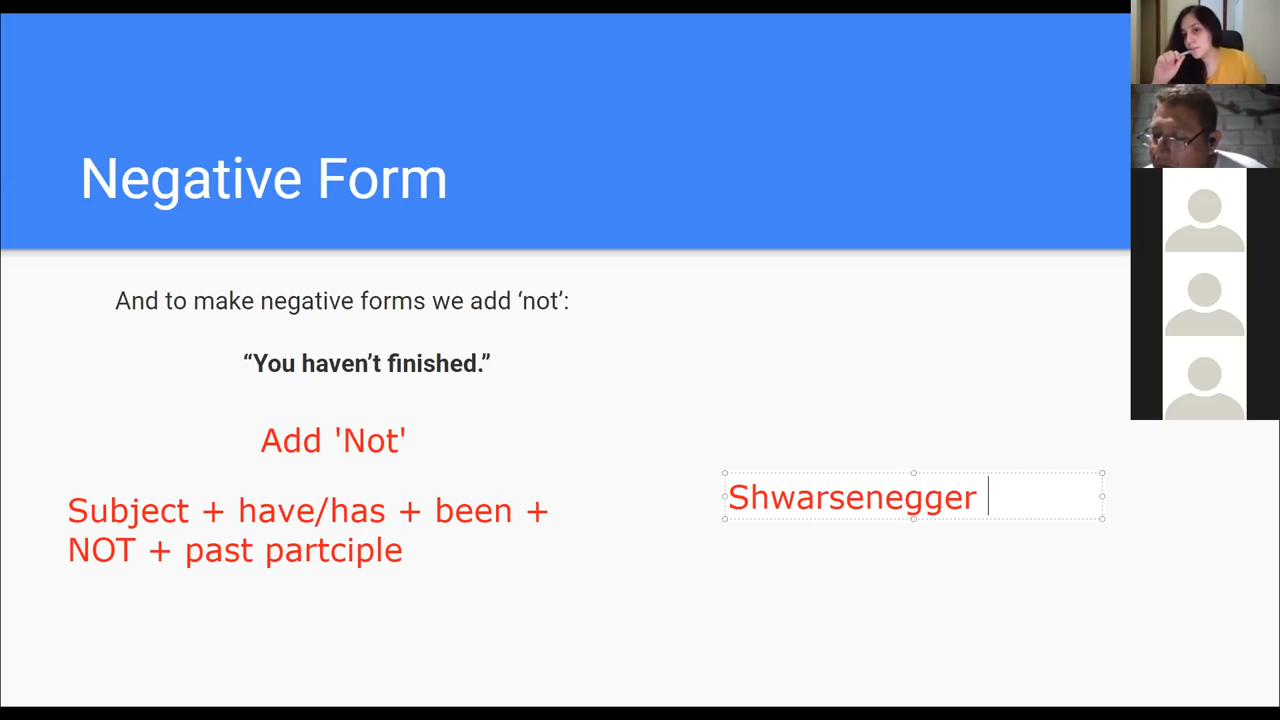 Negative Form
And to make negative forms we add ‘not’:
“You haven’t finished.”
Add 'Not'
Subject + have/has + been +
NOT + past partciple
Shwarsenegger